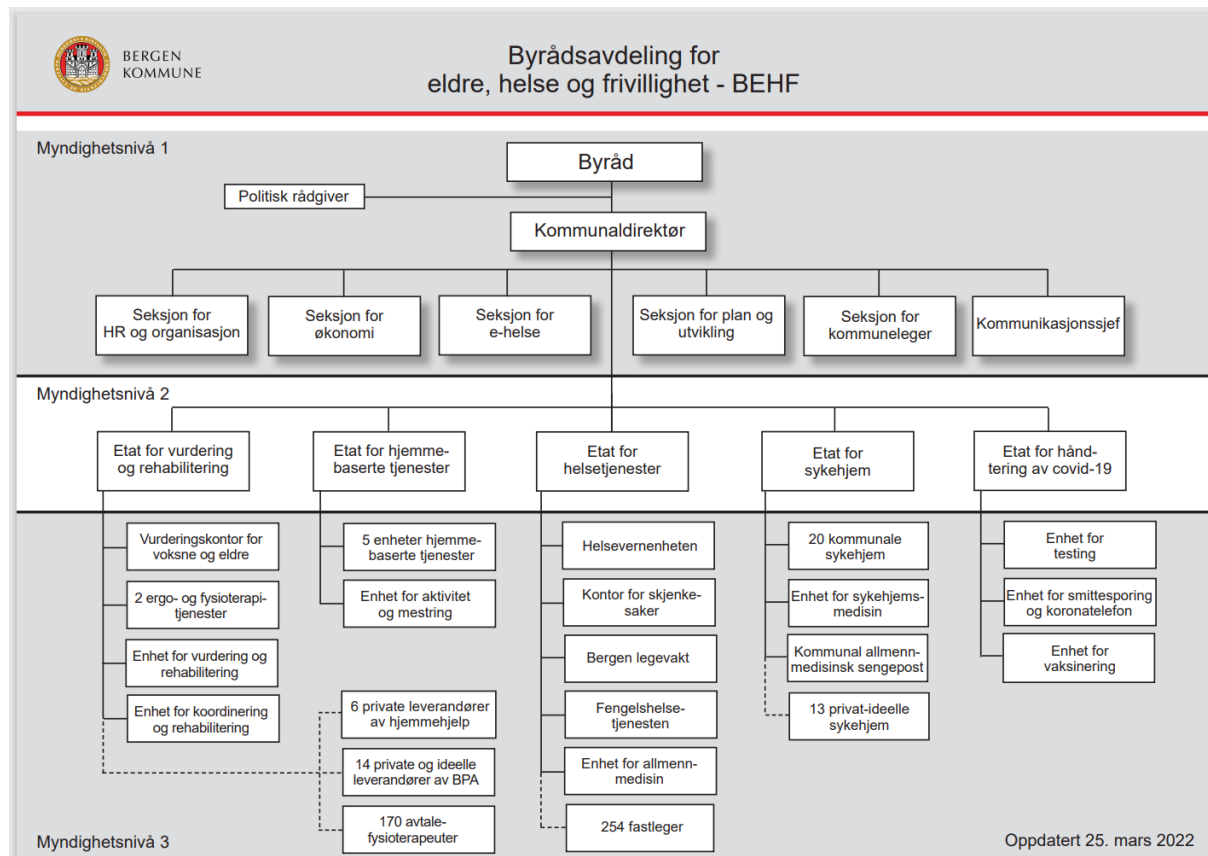 BERGEN
KOMMUNE
Byrådsavdeling for
eldre, helse og frivillighet - BEHF
Myndighetsnivå 1
Byråd
Politisk rådgiver
Kommunaldirektør
Seksjon for
HR og organisasjon
Seksjon for
økonomi
Seksjon for
e-helse
Seksjon for plan og
utvikling
Seksjon for
kommuneleger
Kommunikasjonssjef
Myndighetsnivå 2
Etat for vurdering
og rehabilitering
Etat for hjemme-
baserte tjenester
Etat for
helsetjenester
Etat for
sykehjem
Etat for hånd-
tering av covid-19
Vurderingskontor for
voksne og eldre
2 ergo- og fysioterapi-
tjenester
Enhet for vurdering og
rehabilitering
Enhet for koordinering
og rehabilitering
5 enheter hjemme-
baserte tjenester
Enhet for aktivitet
og mestring
6 private leverandører
av hjemmehjelp
14 private og ideelle
leverandører av BPA
170 avtale-
fysioterapeuter
Helsevernenheten
Kontor for skjenke-
saker
Bergen legevakt
Fengelshelse-
tjenesten
Enhet for allmenn-
medisin
254 fastleger
20 kommunale
sykehjem
Enhet for sykehjems-
medisin
Kommunal allmenn-
medisinsk sengepost
13 privat-ideelle
sykehjem
Enhet for
testing
Enhet for smittesporing
og koronatelefon
Enhet for
vaksinering
Myndighetsnivå 3
Oppdatert 25. mars 2022